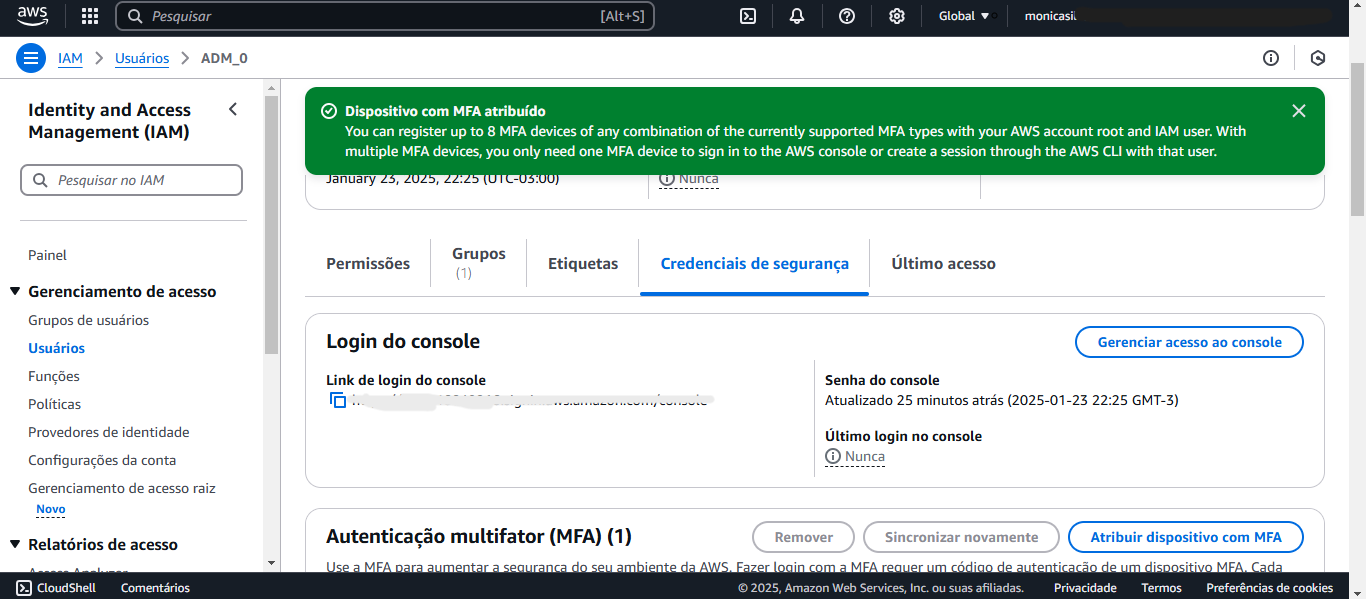 aws
Pesquisar
[Alt+S]
Global
monicasil
IAM
Usuários
ADM_0
Identity and Access
Management (IAM)
Pesquisar no IAM
Painel
Gerenciamento de acesso
Grupos de usuários
Usuários
Funções
Políticas
Provedores de identidade
Configurações da conta
Gerenciamento de acesso raiz
Novo
Relatórios de acesso
Access Analyzer
Dispositivo com MFA atribuído
You can register up to 8 MFA devices of any combination of the currently supported MFA types with your AWS account root and IAM user. With
multiple MFA devices, you only need one MFA device to sign in to the AWS console or create a session through the AWS CLI with that user.
January 23, 2025, 22:25 (UTC-03:00)
Nunca
Permissões
Grupos
(1)
Etiquetas
Credenciais de segurança
Último acesso
Login do console
Gerenciar acesso ao console
Link de login do console
Senha do console
Atualizado 25 minutos atrás (2025-01-23 22:25 GMT-3)
Último login no console
Nunca
Autenticação multifator (MFA) (1)
Remover
Sincronizar novamente
Atribuir dispositivo com MFA
Use a MFA para aumentar a segurança do seu ambiente da AWS. Fazer login com a MFA requer um código de autenticação de um dispositivo MFA. Cada
CloudShell
Comentários
© 2025, Amazon Web Services, Inc. ou suas afiliadas.
Privacidade
Termos
Preferências de cookies